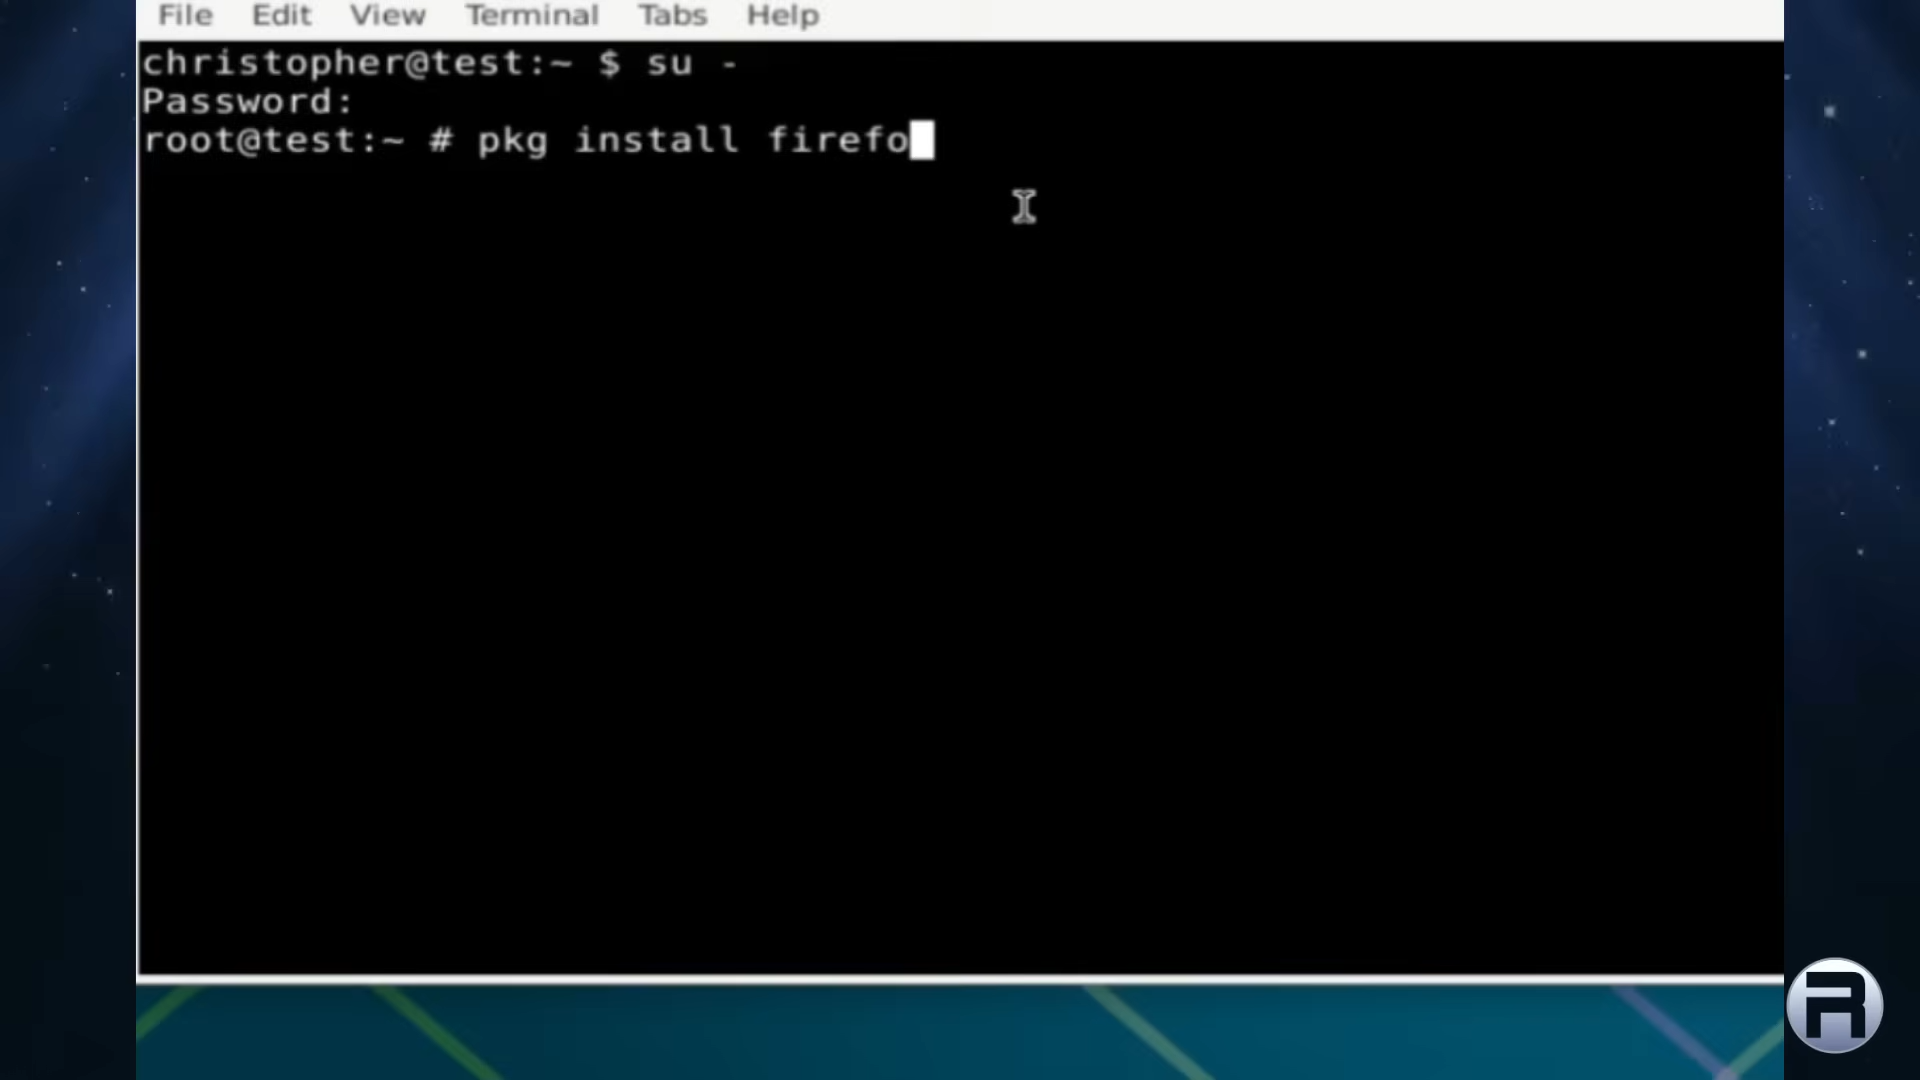 File Edit View Terminal Tabs Help
christopher@test:~ $ su -
Password:
root@test:~ # pkg install firefo